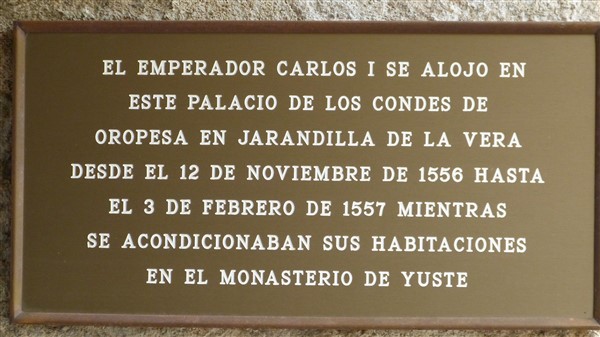 EL EMPERADOR CARLOS I SE ALOJO EN
ESTE PALACIO DE LOS CONDES DE
OROPESA EN JARANDILLA DE LA VERA
DESDE EL 12 DE NOVIEMBRE DE 1556 HASTA
EL 3 DE FEBRERO DE 1557 MIENTRAS
SE ACONDICIONABAN SUS HABITACIONES
EN EL MONASTERIO DE YUSTE